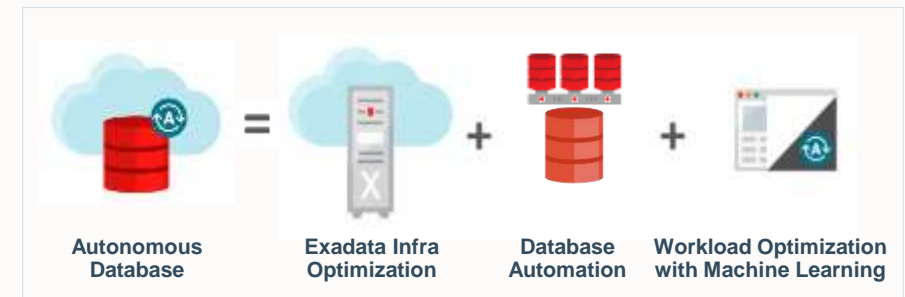 A
=
X
+
+
A
Autonomous
Database
Exadata Infra
Optimization
Database
Automation
Workload Optimization
with Machine Learning